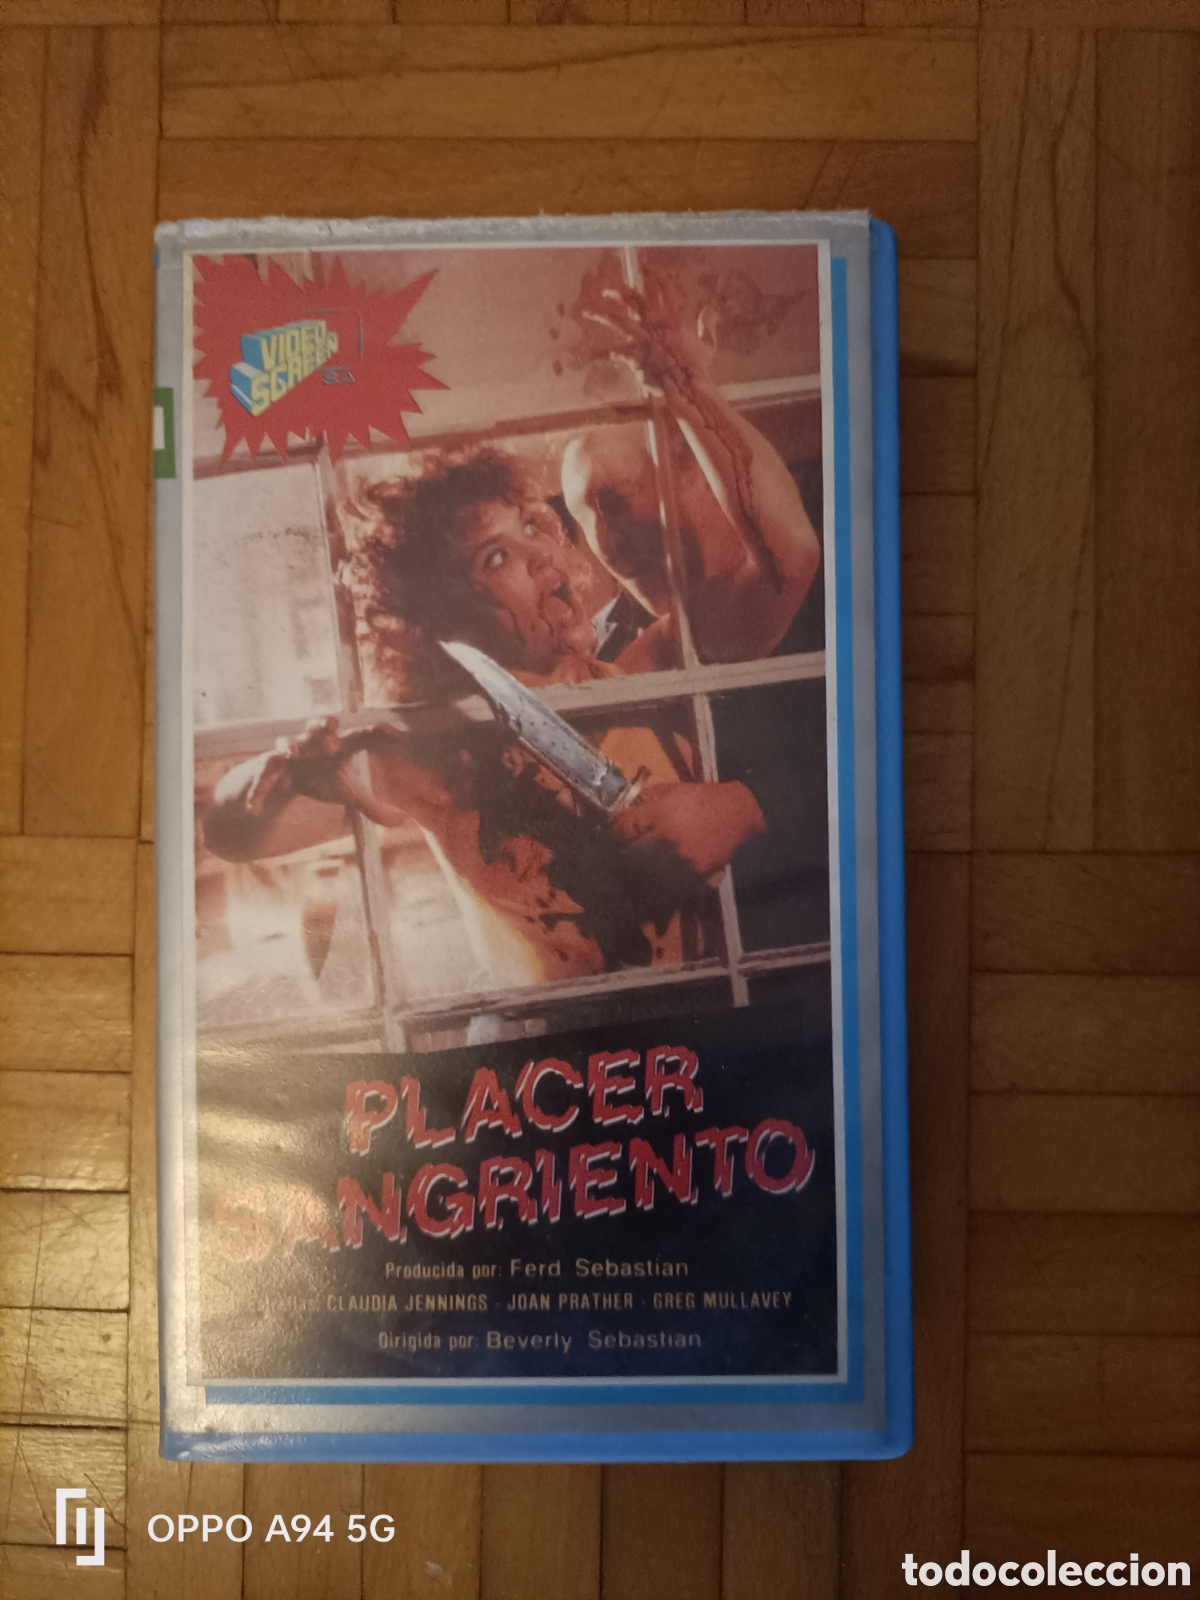 VIDEO
SCREEN
S.A.
PLACER
SANGRIENTO
Producida por: Ferd Sebastian
CLAUDIA JENNINGS - JOAN PRATHER - GREG MULLAVEY
Dirigida por: Beverly Sebastian
OPPO A94 5G
todocoleccion